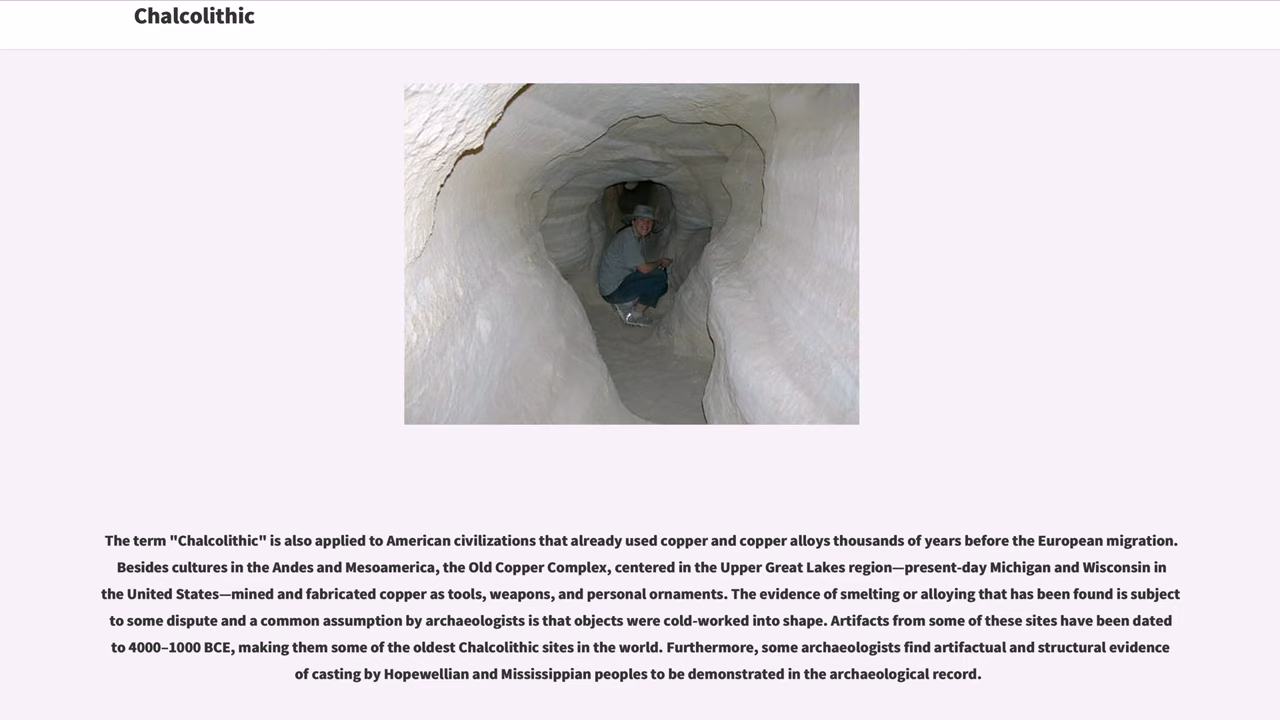 Chalcolithic
The term "Chalcolithic" is also applied to American civilizations that already used copper and copper alloys thousands of years before the European migration.
Besides cultures in the Andes and Mesoamerica, the Old Copper Complex, centered in the Upper Great Lakes region—present-day Michigan and Wisconsin in
the United States—mined and fabricated copper as tools, weapons, and personal ornaments. The evidence of smelting or alloying that has been found is subject
to some dispute and a common assumption by archaeologists is that objects were cold-worked into shape. Artifacts from some of these sites have been dated
to 4000–1000 BCE, making them some of the oldest Chalcolithic sites in the world. Furthermore, some archaeologists find artifactual and structural evidence
of casting by Hopewellian and Mississippian peoples to be demonstrated in the archaeological record.